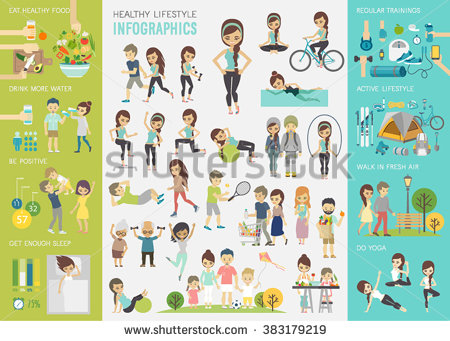 EAT HEALTHY FOOD
DRINK MORE WATER
BE POSITIVE
11
32
57
GET ENOUGH SLEEP
75%
HEALTHY LIFESTYLE
INFOGRAPHICS
REGULAR TRAININGS
ACTIVE LIFESTYLE
WALK IN FRESH AIR
DO YOGA
shutterstock
www.shutterstock.com · 383179219